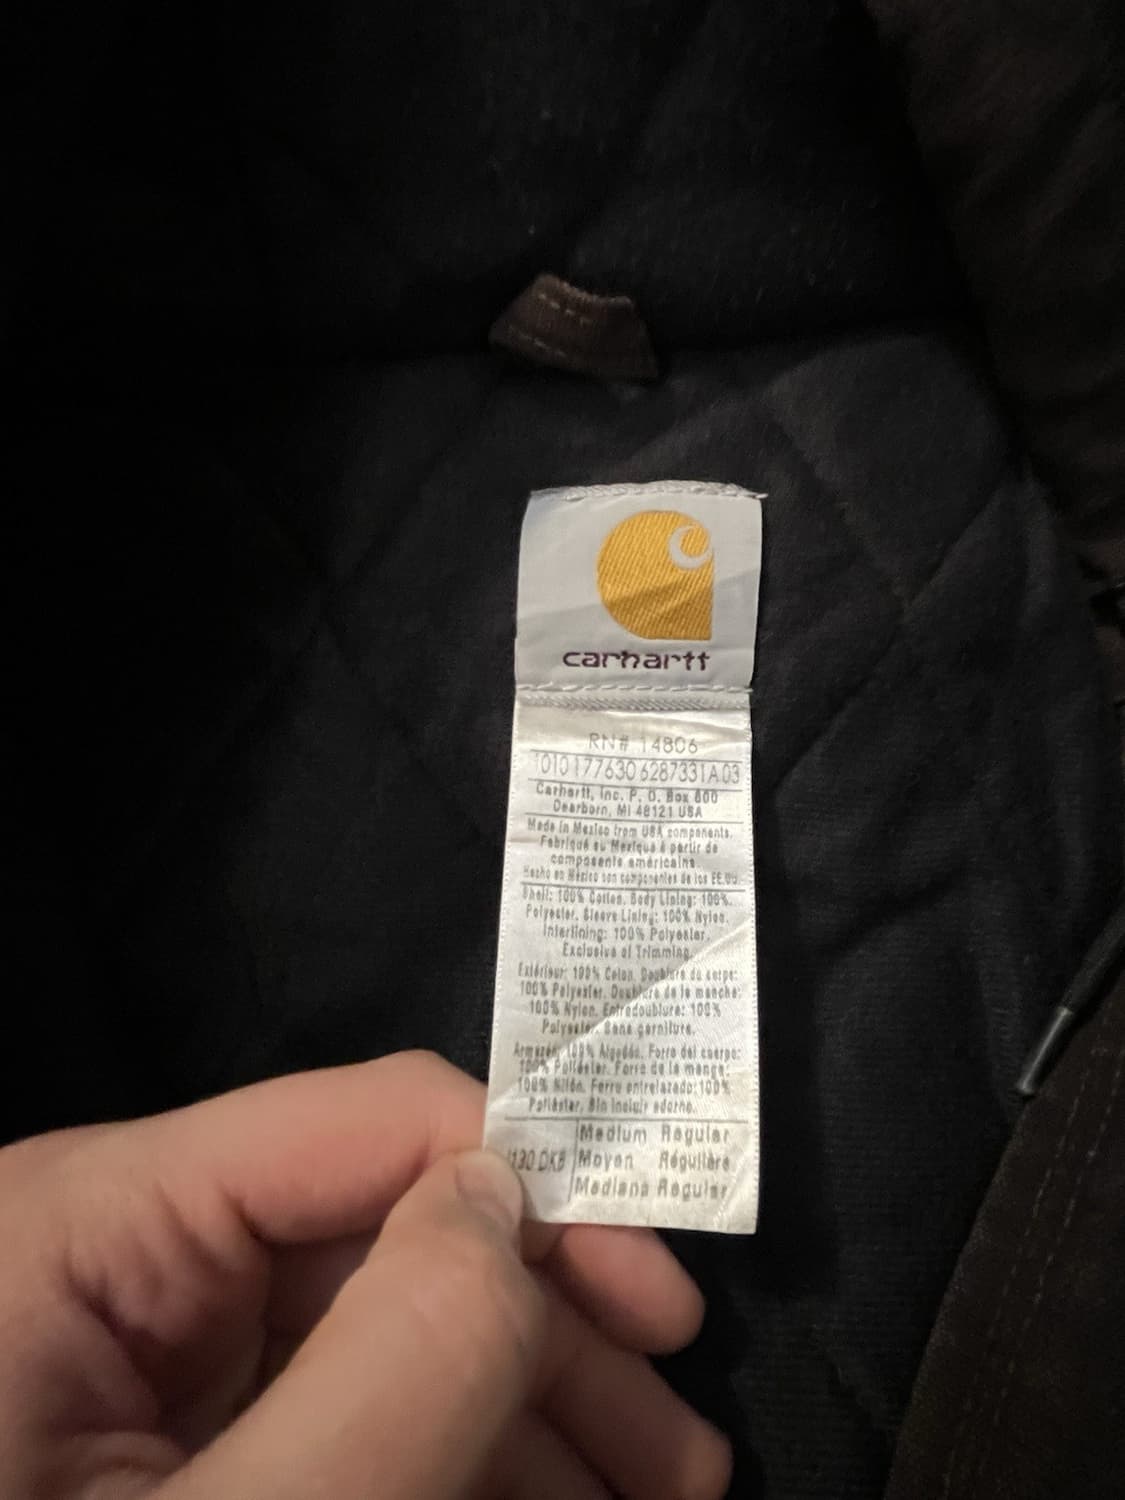 carhartt
RN# 14806
1010177630 6287331A03
Carhartt, Inc. P. O. Box 600
Dearborn, MI 48121 USA
Made in Mexico from USA components.
Fabriqué au Mexique à partir de
composants américains.
Hecho en México con componentes de los EE.UU.
Shell: 100% Cotton. Body Lining: 100%
Polyester. Sleeve Lining: 100% Nylon.
Interlining: 100% Polyester.
Exclusive of Trimming.
Extérieur: 100% Coton. Doublure du corps:
100% Polyester. Doublure de la manche:
100% Nylon. Entredoublure: 100%
Polyester. Sans garniture.
Armazón: 100% Algodón. Forro del cuerpo:
100% Poliéster. Forro de la manga:
100% Nilón. Forro entrelazado: 100%
Poliéster, Sin incluir adorno.
J130 DKB
Medium Regular
Moyen Régulière
Mediana Regular